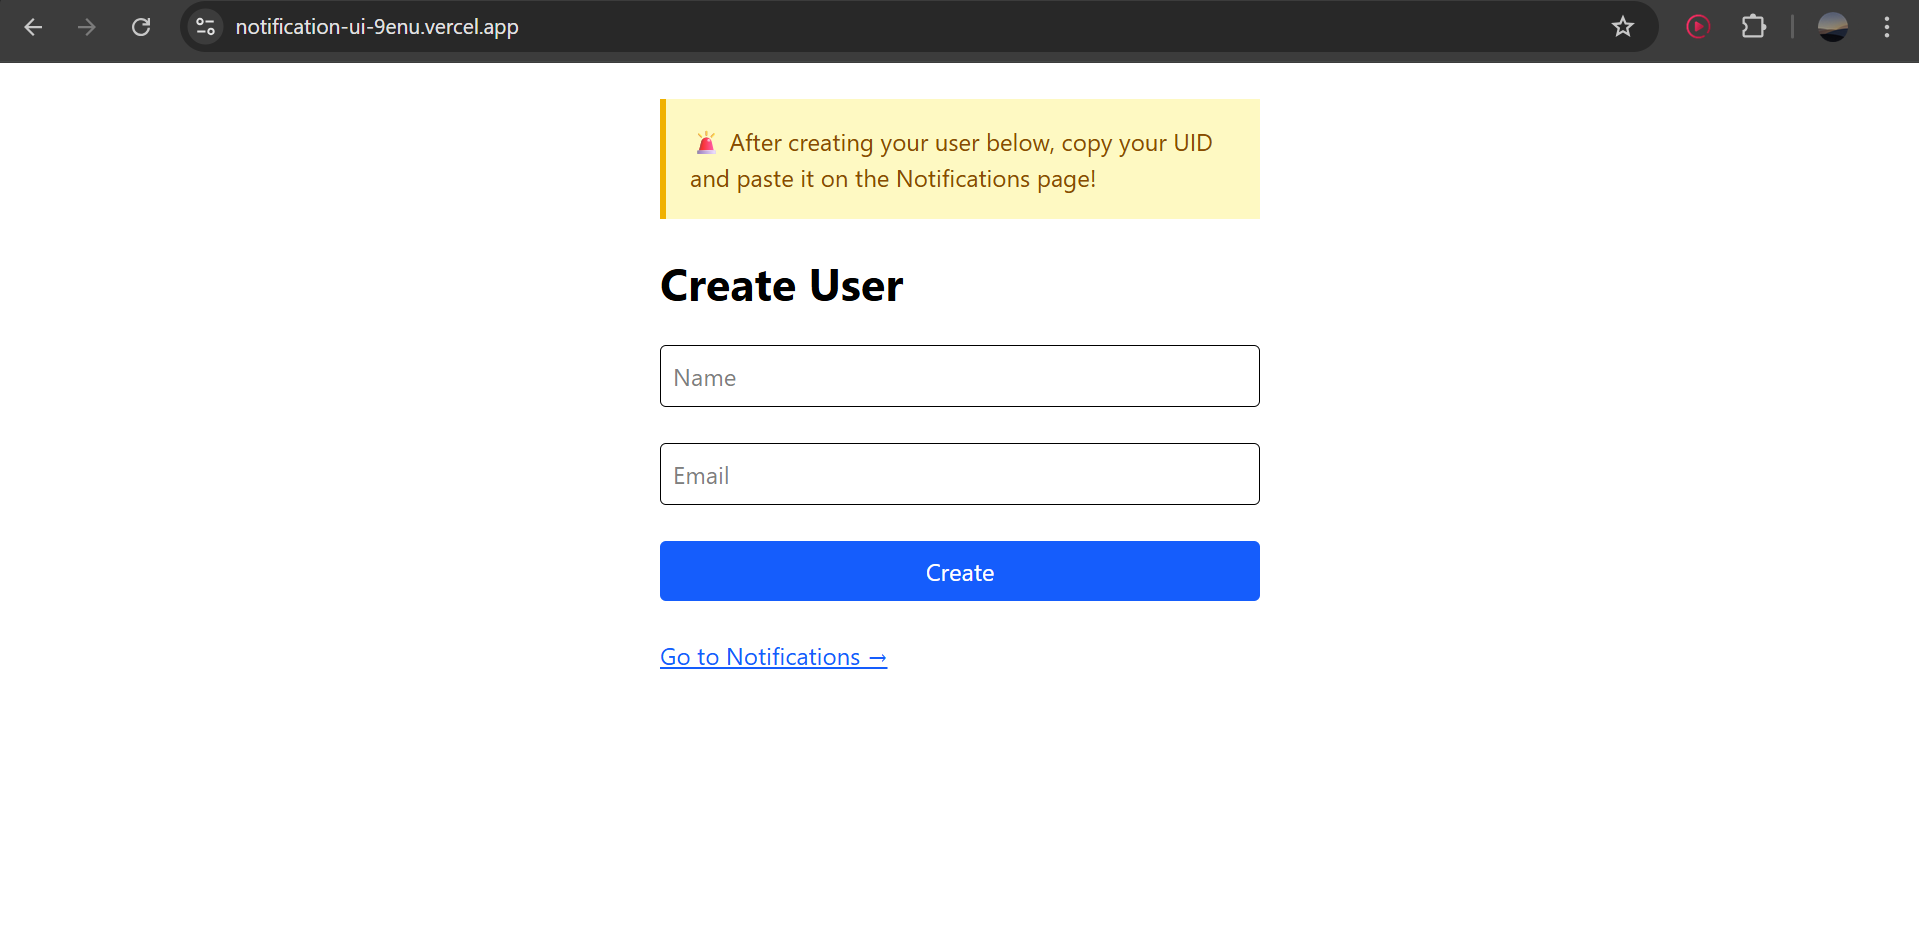 notification-ui-9enu.vercel.app
🚨 After creating your user below, copy your UID
and paste it on the Notifications page!
Create User
Name
Email
Create
Go to Notifications →